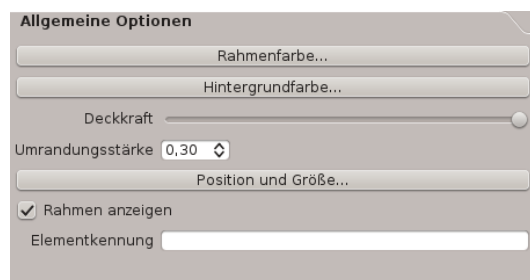 Allgemeine Optionen
Rahmenfarbe...
Hintergrundfarbe...
Deckkraft
Umrandungsstärke 0,30
Position und Größe...
Rahmen anzeigen
Elementkennung